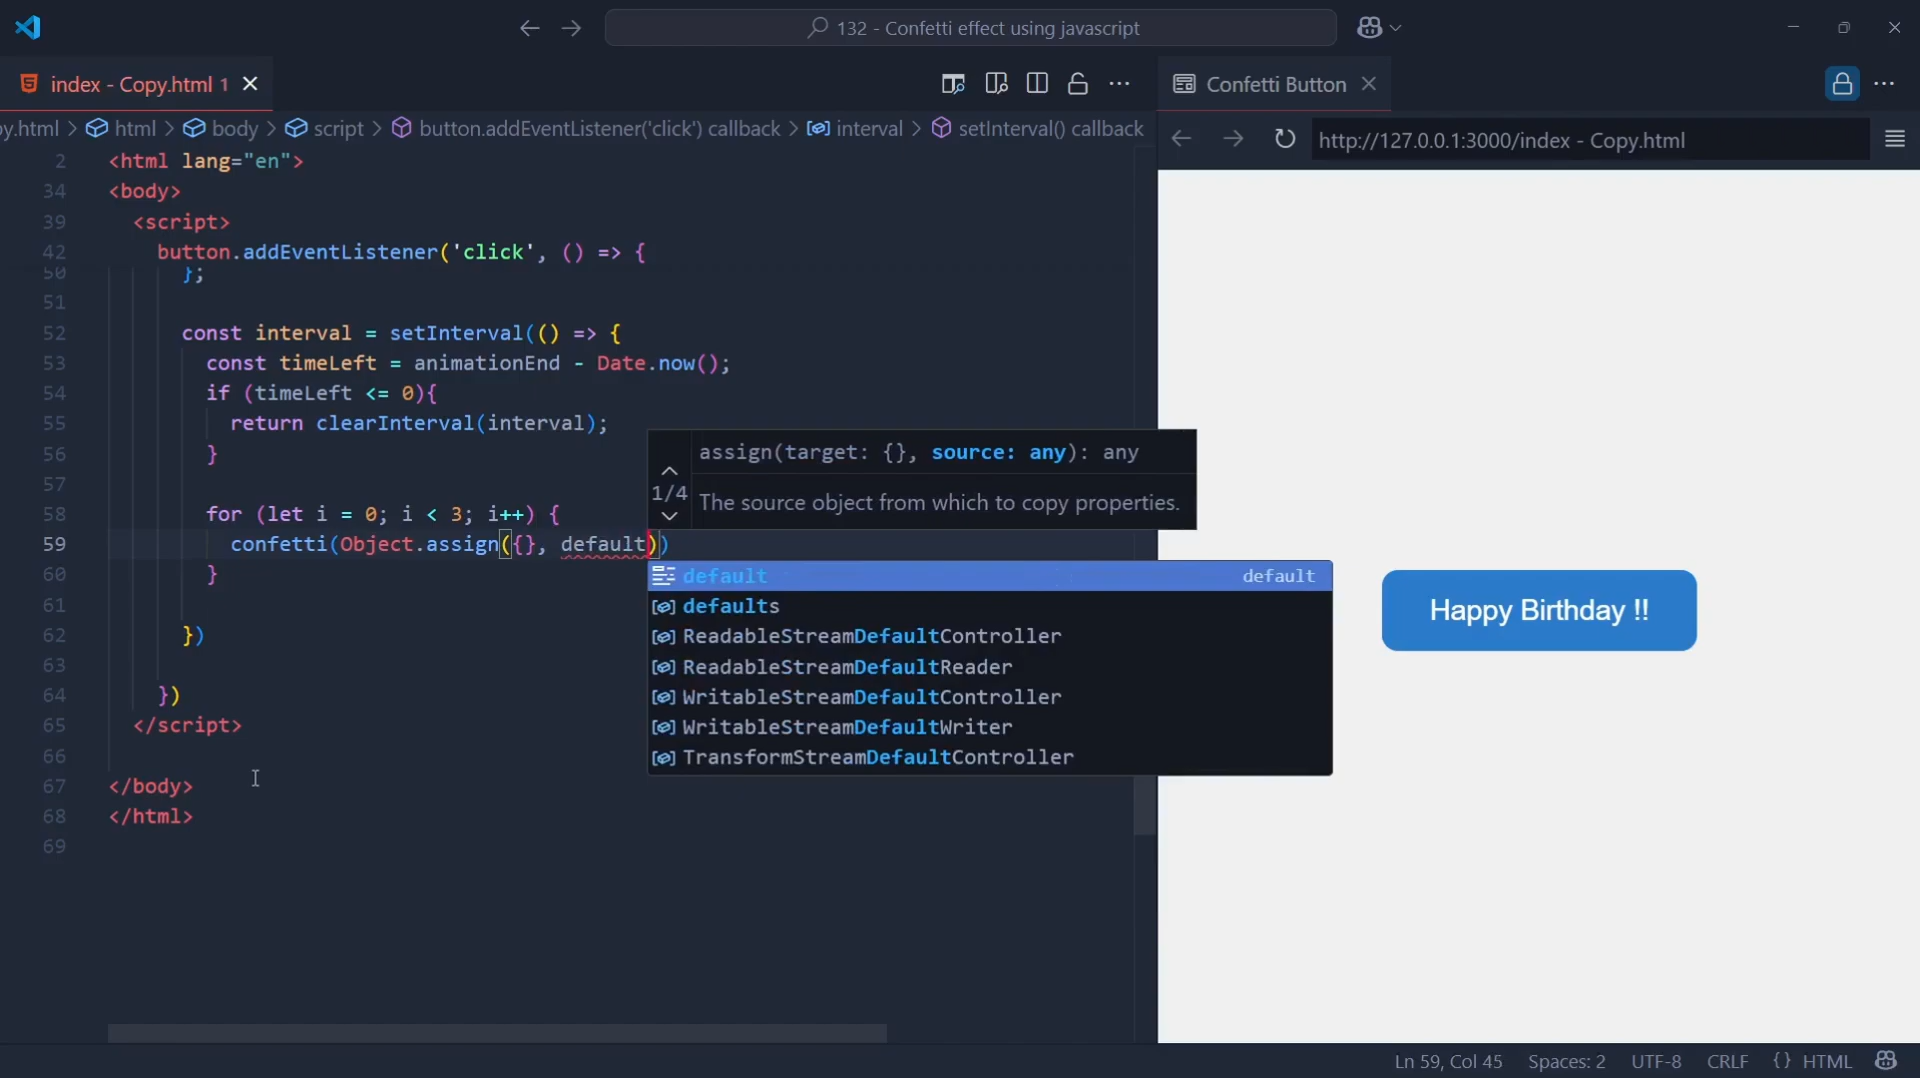 132 - Confetti effect using javascript
index - Copy.html 1
Confetti Button
y.html > html > body > script > button.addEventListener('click') callback > interval > setInterval() callback
http://127.0.0.1:3000/index - Copy.html
2 <html lang="en">
34 <body>
39 <script>
42 button.addEventListener('click', () => {
50 };
51
52 const interval = setInterval(() => {
53 const timeLeft = animationEnd - Date.now();
54 if (timeLeft <= 0){
55 return clearInterval(interval);
56 }
57
58 for (let i = 0; i < 3; i++) {
59 confetti(Object.assign({}, default))
60 }
61
62 })
63
64 })
65 </script>
66
67 </body>
68 </html>
69
assign(target: {}, source: any): any
1/4
The source object from which to copy properties.
default default
defaults
ReadableStreamDefaultController
ReadableStreamDefaultReader
WritableStreamDefaultController
WritableStreamDefaultWriter
TransformStreamDefaultController
Happy Birthday !!
Ln 59, Col 45 Spaces: 2 UTF-8 CRLF {} HTML